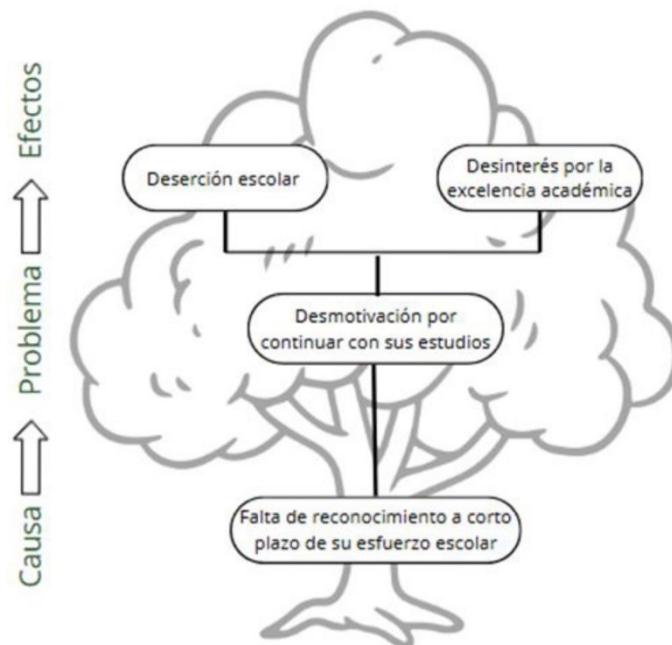 Efectos
Deserción escolar
Desinterés por la
excelencia académica
Problema
Desmotivación por
continuar con sus estudios
Causa
Falta de reconocimiento a corto
plazo de su esfuerzo escolar